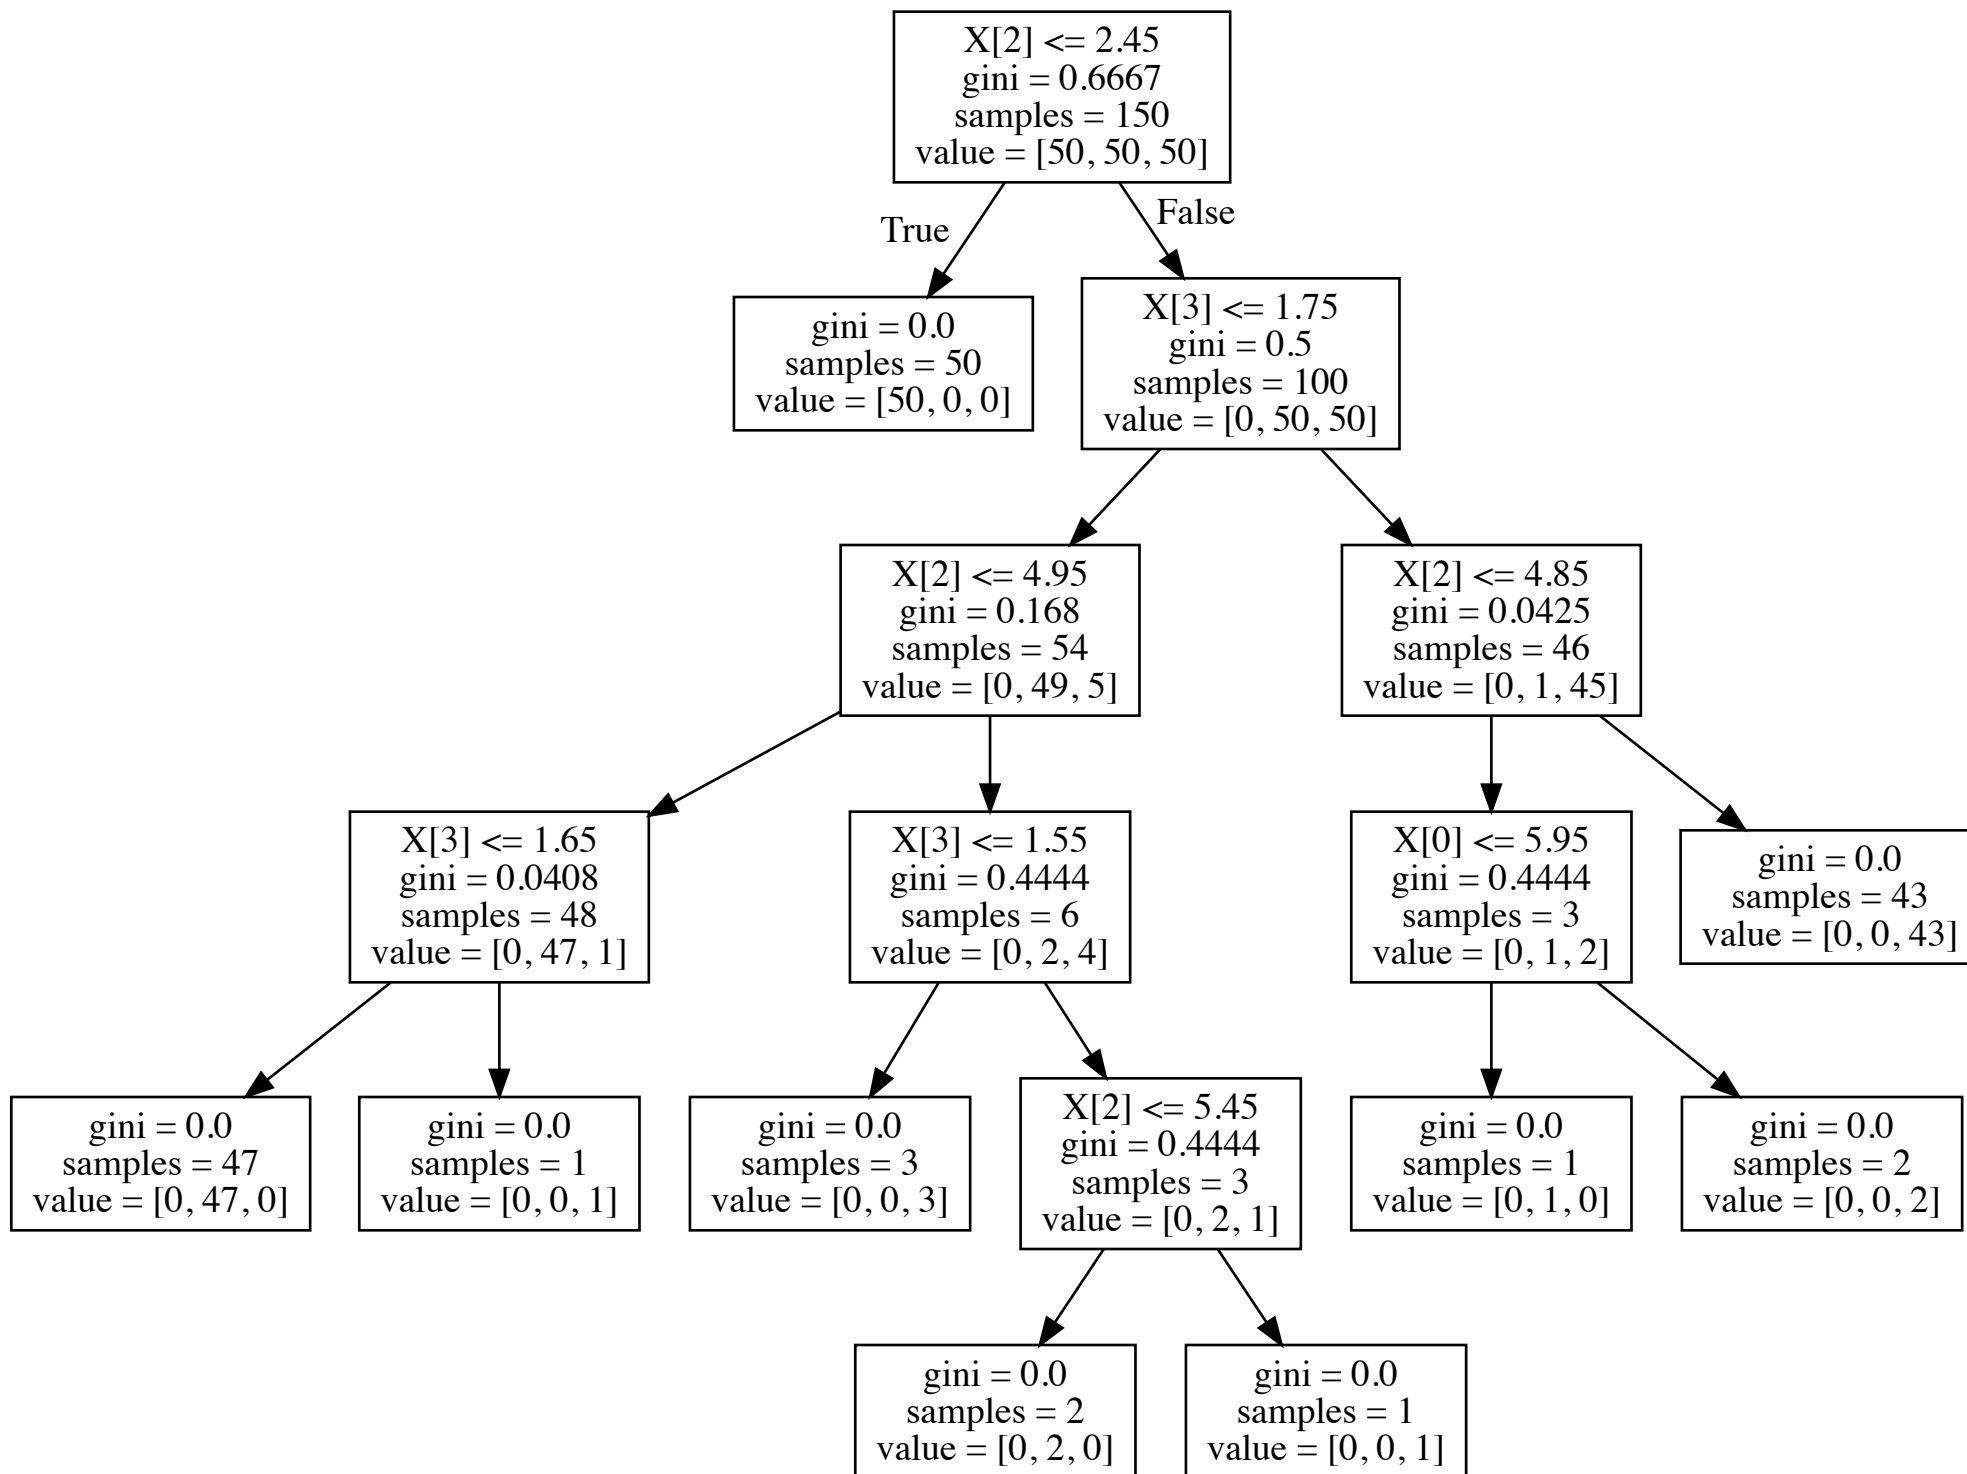 X[2] <= 2.45
gini = 0.6667
samples = 150
value = [50, 50, 50]
True
False
gini = 0.0
samples = 50
value = [50, 0, 0]
X[3] <= 1.75
gini = 0.5
samples = 100
value = [0, 50, 50]
X[2] <= 4.95
gini = 0.168
samples = 54
value = [0, 49, 5]
X[2] <= 4.85
gini = 0.0425
samples = 46
value = [0, 1, 45]
X[3] <= 1.65
gini = 0.0408
samples = 48
value = [0, 47, 1]
X[3] <= 1.55
gini = 0.4444
samples = 6
value = [0, 2, 4]
X[0] <= 5.95
gini = 0.4444
samples = 3
value = [0, 1, 2]
gini = 0.0
samples = 43
value = [0, 0, 43]
gini = 0.0
samples = 47
value = [0, 47, 0]
gini = 0.0
samples = 1
value = [0, 0, 1]
gini = 0.0
samples = 3
value = [0, 0, 3]
X[2] <= 5.45
gini = 0.4444
samples = 3
value = [0, 2, 1]
gini = 0.0
samples = 1
value = [0, 1, 0]
gini = 0.0
samples = 2
value = [0, 0, 2]
gini = 0.0
samples = 2
value = [0, 2, 0]
gini = 0.0
samples = 1
value = [0, 0, 1]